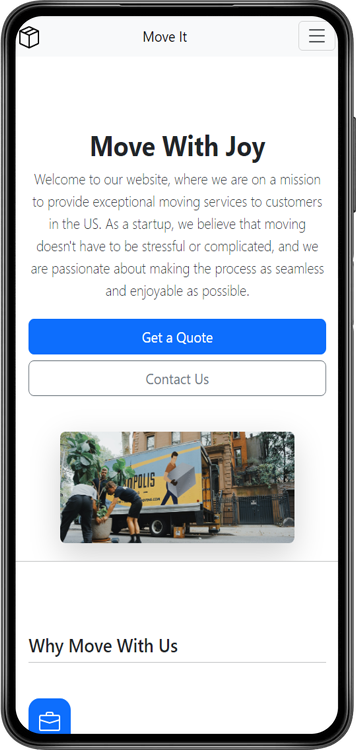 Move It
Move With Joy
Welcome to our website, where we are on a mission
to provide exceptional moving services to customers
in the US. As a startup, we believe that moving
doesn't have to be stressful or complicated, and we
are passionate about making the process as seamless
and enjoyable as possible.
Get a Quote
Contact Us
OPOLIS
Why Move With Us